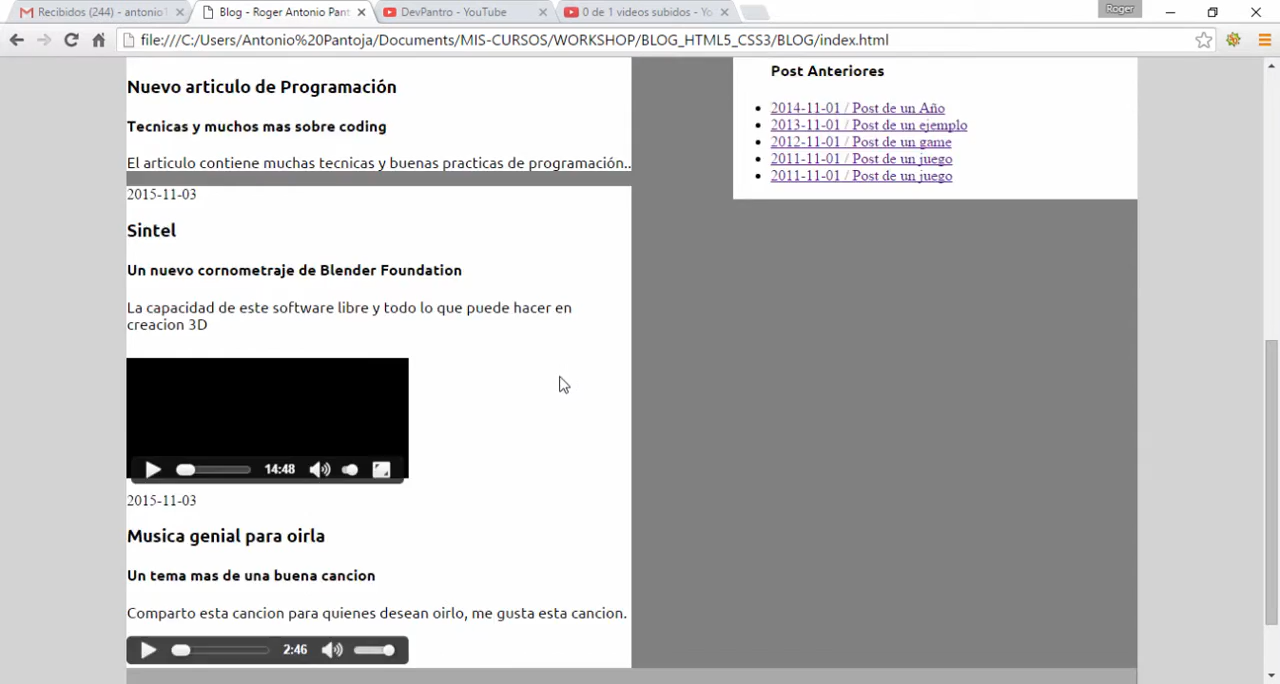 Recibidos (244) - antonio
Blog - Roger Antonio Pant
DevPantro - YouTube
0 de 1 videos subidos - Yo
Roger
file:///C:/Users/Antonio%20Pantoja/Documents/MIS-CURSOS/WORKSHOP/BLOG_HTML5_CSS3/BLOG/index.html
Nuevo articulo de Programación
Tecnicas y muchos mas sobre coding
El articulo contiene muchas tecnicas y buenas practicas de programación..
2015-11-03
Sintel
Un nuevo cornometraje de Blender Foundation
La capacidad de este software libre y todo lo que puede hacer en
creacion 3D
14:48
2015-11-03
Musica genial para oirla
Un tema mas de una buena cancion
Comparto esta cancion para quienes desean oirlo, me gusta esta cancion.
2:46
Post Anteriores
2014-11-01 / Post de un Año
2013-11-01 / Post de un ejemplo
2012-11-01 / Post de un game
2011-11-01 / Post de un juego
2011-11-01 / Post de un juego